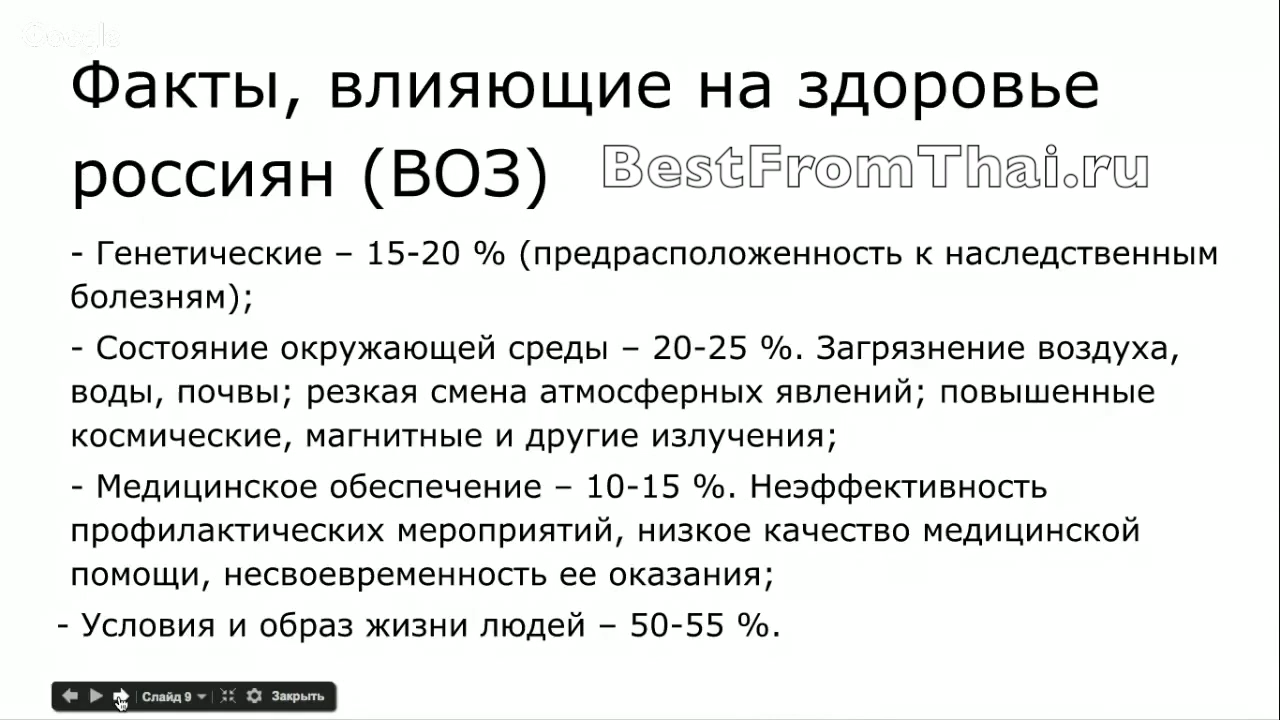 Google
Факты, влияющие на здоровье
россиян (ВОЗ)
BestFromThai.ru
- Генетические – 15-20 % (предрасположенность к наследственным
болезням);
- Состояние окружающей среды – 20-25 %. Загрязнение воздуха,
воды, почвы; резкая смена атмосферных явлений; повышенные
космические, магнитные и другие излучения;
- Медицинское обеспечение – 10-15 %. Неэффективность
профилактических мероприятий, низкое качество медицинской
помощи, несвоевременность ее оказания;
- Условия и образ жизни людей – 50-55 %.
Слайд 9 Закрыть